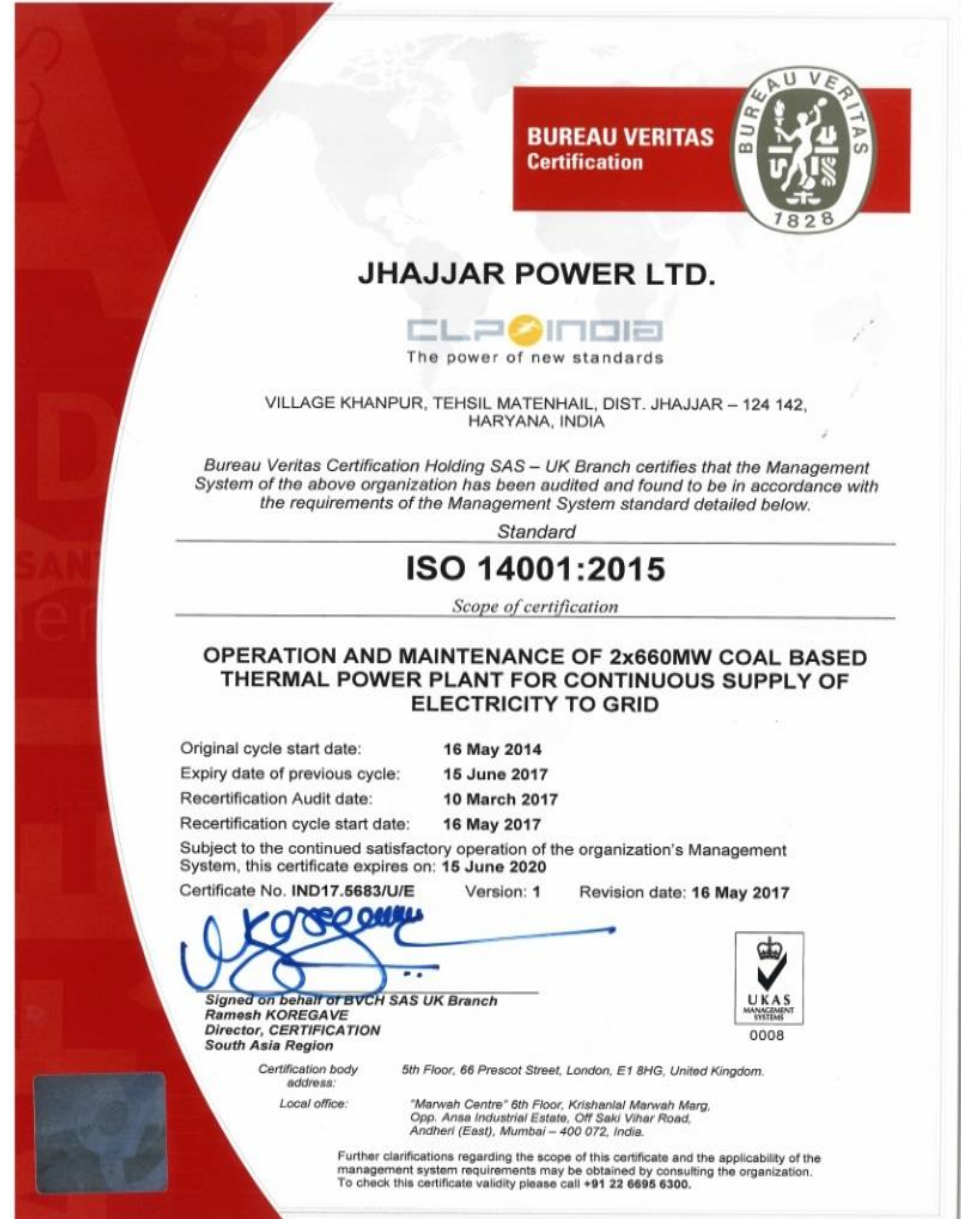 BUREAU VERITAS
Certification
BUREAU VERITAS
1828
JHAJJAR POWER LTD.
CLP INDIA
The power of new standards
VILLAGE KHANPUR, TEHSIL MATENHAIL, DIST. JHAJJAR – 124 142,
HARYANA, INDIA
Bureau Veritas Certification Holding SAS – UK Branch certifies that the Management
System of the above organization has been audited and found to be in accordance with
the requirements of the Management System standard detailed below.
Standard
ISO 14001:2015
Scope of certification
OPERATION AND MAINTENANCE OF 2x660MW COAL BASED
THERMAL POWER PLANT FOR CONTINUOUS SUPPLY OF
ELECTRICITY TO GRID
Original cycle start date: 16 May 2014
Expiry date of previous cycle: 15 June 2017
Recertification Audit date: 10 March 2017
Recertification cycle start date: 16 May 2017
Subject to the continued satisfactory operation of the organization's Management
System, this certificate expires on: 15 June 2020
Certificate No. IND17.5683/U/E Version: 1 Revision date: 16 May 2017
Signed on behalf of BVCH SAS UK Branch
Ramesh KOREGAVE
Director, CERTIFICATION
South Asia Region
UKAS
MANAGEMENT
SYSTEMS
0008
Certification body address: 5th Floor, 66 Prescot Street, London, E1 8HG, United Kingdom.
Local office: "Marwah Centre" 6th Floor, Krishanlal Marwah Marg,
Opp. Ansa Industrial Estate, Off Saki Vihar Road,
Andheri (East), Mumbai – 400 072, India.
Further clarifications regarding the scope of this certificate and the applicability of the
management system requirements may be obtained by consulting the organization.
To check this certificate validity please call +91 22 6695 6300.